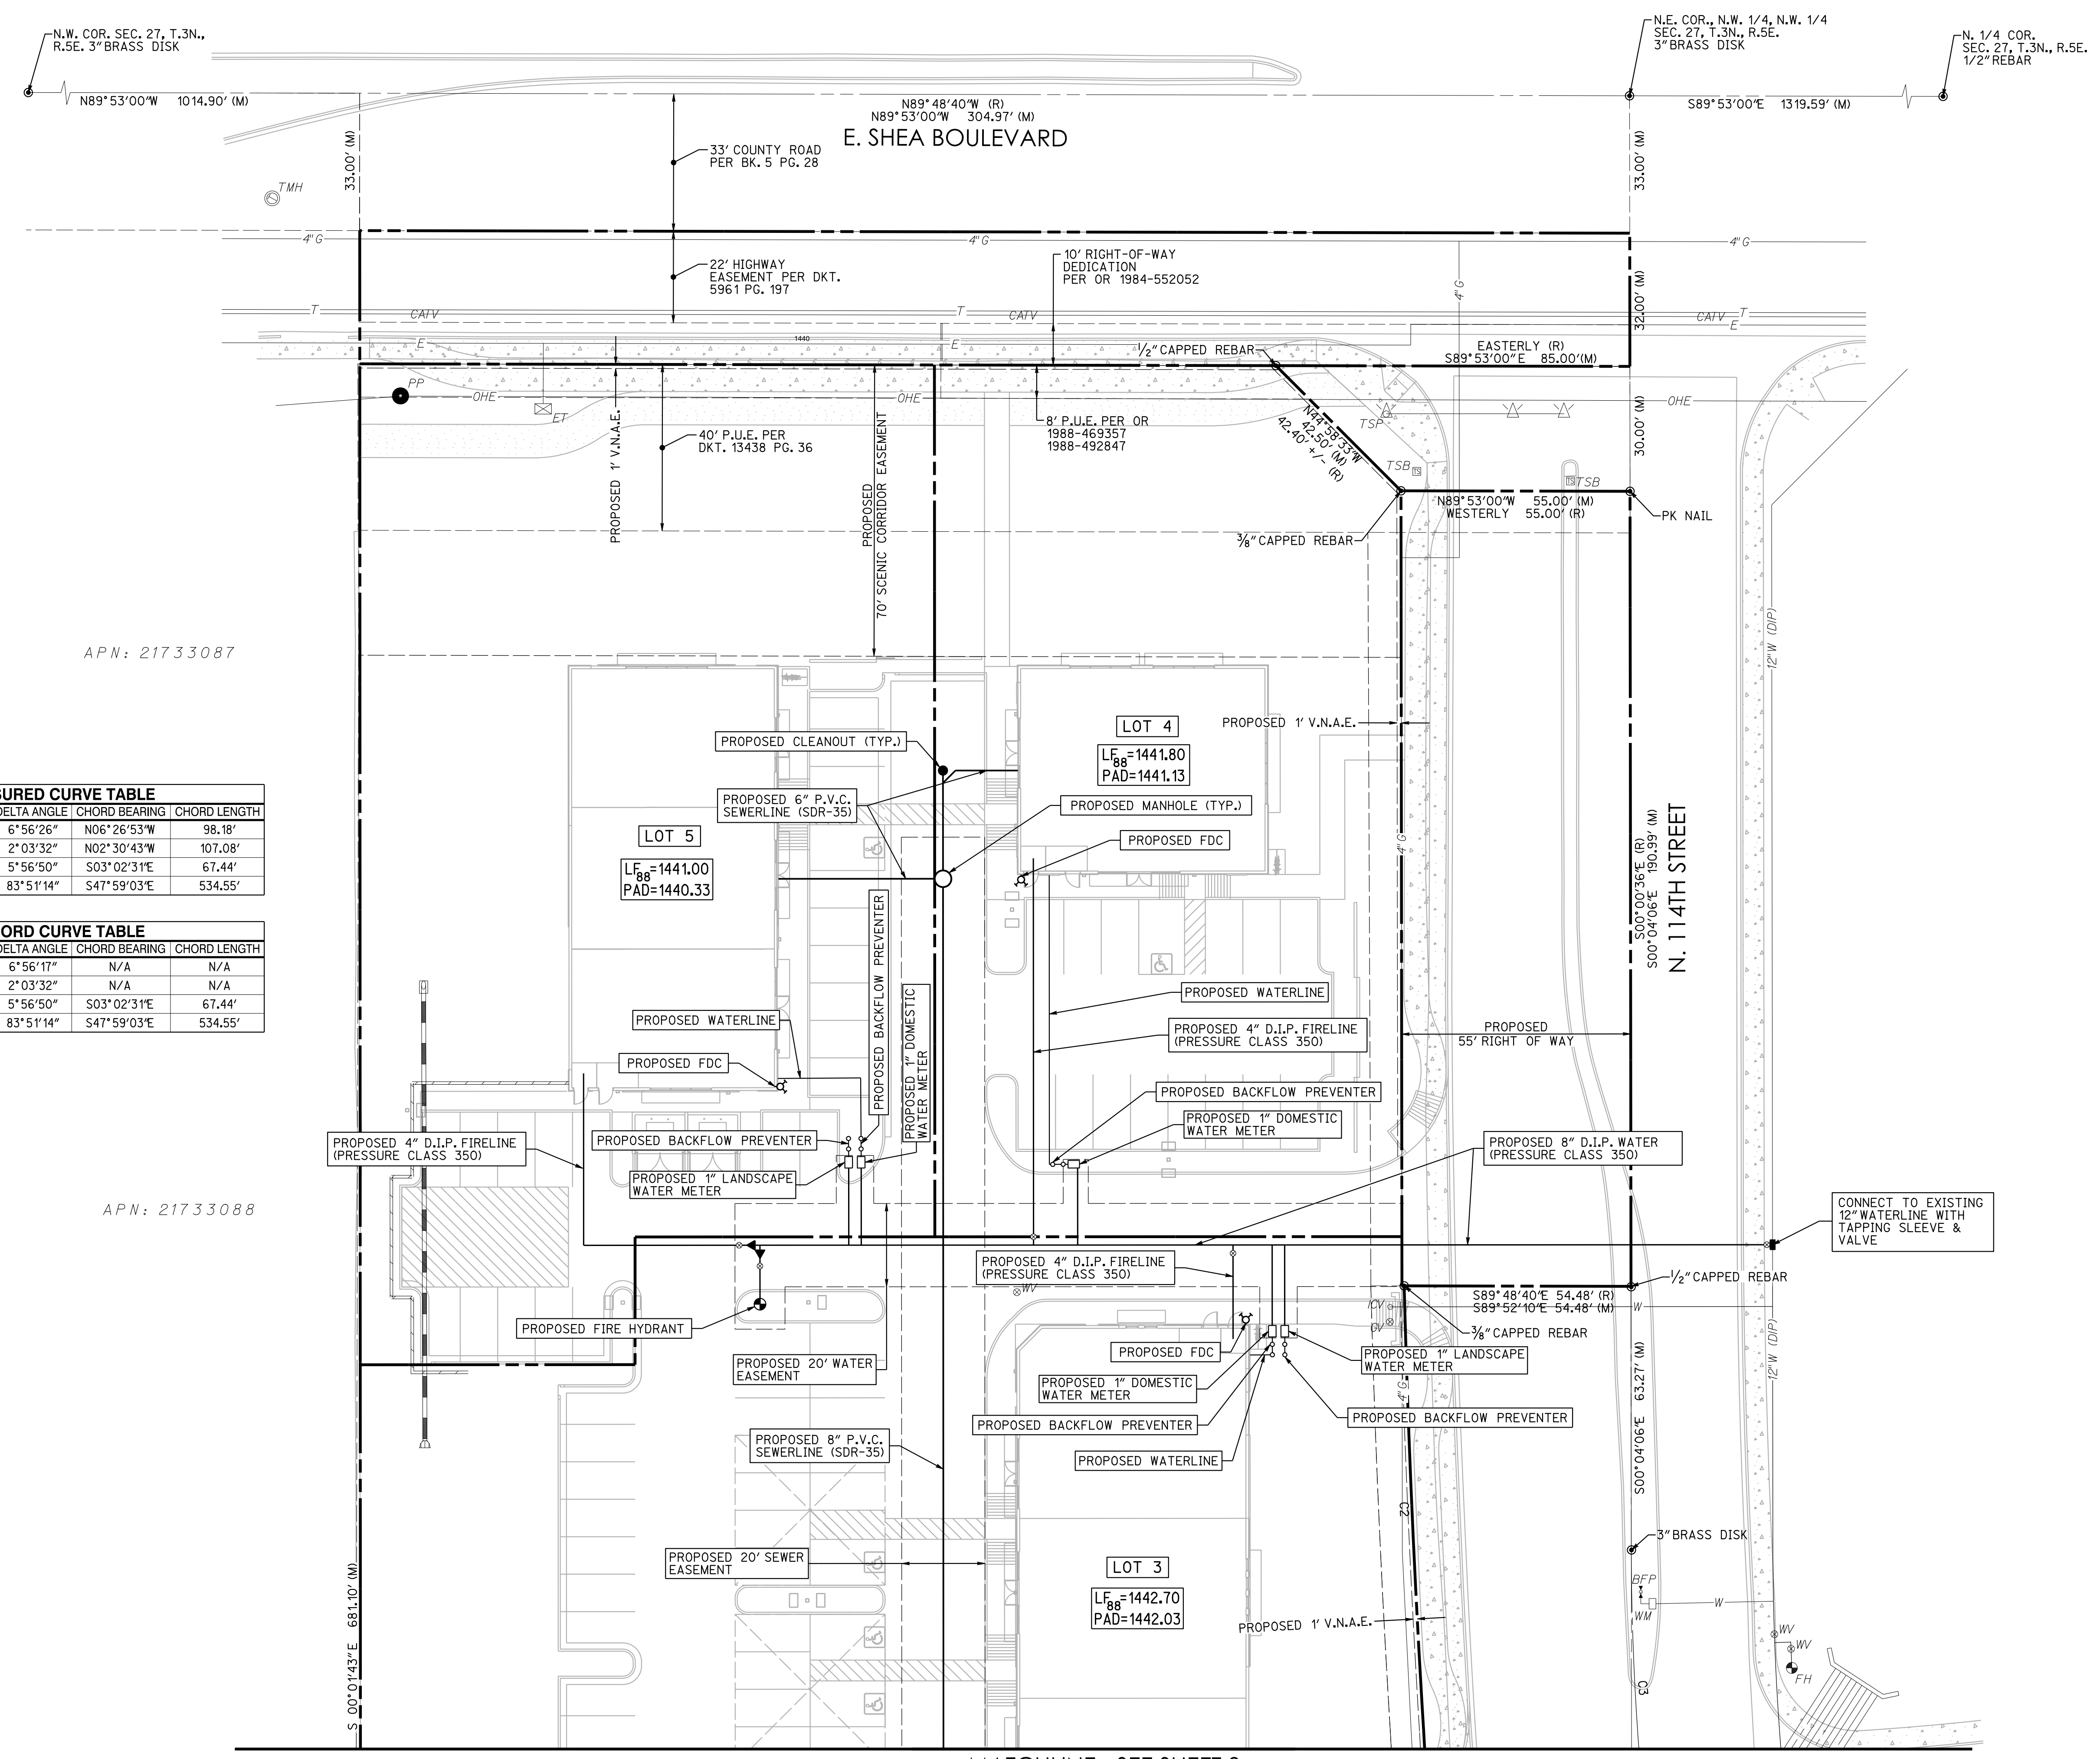 N.W. COR. SEC. 27, T.3N.,
R.5E. 3" BRASS DISK
N.E. COR., N.W. 1/4, N.W. 1/4
SEC. 27, T.3N., R.5E.
3" BRASS DISK
N. 1/4 COR.
SEC. 27, T.3N., R.5E.
1/2" REBAR
N89°53'00"W 1014.90' (M)
N89°48'40"W (R)
N89°53'00"W 304.97' (M)
E. SHEA BOULEVARD
S89°53'00"E 1319.59' (M)
33.00' (M)
33' COUNTY ROAD
PER BK. 5 PG. 28
33.00' (M)
TMH
4" G
4" G
4" G
22' HIGHWAY
EASEMENT PER DKT.
5961 PG. 197
10' RIGHT-OF-WAY
DEDICATION
PER OR 1984-552052
4" G
32.00' (M)
T
CATV
T
CATV
CATV
T
E
E
1440
E
1/2" CAPPED REBAR
EASTERLY (R)
S89°53'00"E 85.00'(M)
PP
OHE
OHE
OHE
ET
TSP
40' P.U.E. PER
DKT. 13438 PG. 36
PROPOSED 1' V.N.A.E.
PROPOSED
70' SCENIC CORRIDOR EASEMENT
8' P.U.E. PER OR
1988-469357
1988-492847
N44°58'33"W
42.50' (M)
42.40' +/- (R)
TSB
TS
TS
TSB
30.00' (M)
N89°53'00"W 55.00' (M)
WESTERLY 55.00' (R)
PK NAIL
3/8" CAPPED REBAR
APN: 21733087
12" W (DIP)
LOT 4
LF88=1441.80
PAD=1441.13
PROPOSED 1' V.N.A.E.
PROPOSED CLEANOUT (TYP.)
PROPOSED 6" P.V.C.
SEWERLINE (SDR-35)
PROPOSED MANHOLE (TYP.)
PROPOSED FDC
LOT 5
LF88=1441.00
PAD=1440.33
4" G
S00°00'36"E (R)
S00°04'06"E 190.99' (M)
N. 114TH STREET
SURED CURVE TABLE
DELTA ANGLE CHORD BEARING CHORD LENGTH
6°56'26" N06°26'53"W 98.18'
2°03'32" N02°30'43"W 107.08'
5°56'50" S03°02'31"E 67.44'
83°51'14" S47°59'03"E 534.55'
ORD CURVE TABLE
DELTA ANGLE CHORD BEARING CHORD LENGTH
6°56'17" N/A N/A
2°03'32" N/A N/A
5°56'50" S03°02'31"E 67.44'
83°51'14" S47°59'03"E 534.55'
PROPOSED BACKFLOW PREVENTER
PROPOSED 1" DOMESTIC
WATER METER
PROPOSED WATERLINE
PROPOSED FDC
PROPOSED WATERLINE
PROPOSED 4" D.I.P. FIRELINE
(PRESSURE CLASS 350)
PROPOSED
55' RIGHT OF WAY
PROPOSED BACKFLOW PREVENTER
PROPOSED 1" DOMESTIC
WATER METER
PROPOSED 4" D.I.P. FIRELINE
(PRESSURE CLASS 350)
PROPOSED BACKFLOW PREVENTER
PROPOSED 1" LANDSCAPE
WATER METER
PROPOSED 8" D.I.P. WATER
(PRESSURE CLASS 350)
APN: 21733088
CONNECT TO EXISTING
12" WATERLINE WITH
TAPPING SLEEVE &
VALVE
PROPOSED 4" D.I.P. FIRELINE
(PRESSURE CLASS 350)
WV
1/2" CAPPED REBAR
S89°48'40"E 54.48' (R)
S89°52'10"E 54.48' (M)
W
ICV
GV
3/8" CAPPED REBAR
PROPOSED FIRE HYDRANT
PROPOSED FDC
PROPOSED 20' WATER
EASEMENT
PROPOSED 1" LANDSCAPE
WATER METER
PROPOSED 1" DOMESTIC
WATER METER
4" G
63.27' (M)
S00°04'06"E
12" W (DIP)
PROPOSED BACKFLOW PREVENTER
PROPOSED BACKFLOW PREVENTER
PROPOSED 8" P.V.C.
SEWERLINE (SDR-35)
PROPOSED WATERLINE
C2
3" BRASS DISK
PROPOSED 20' SEWER
EASEMENT
LOT 3
LF88=1442.70
PAD=1442.03
BFP
WM
W
PROPOSED 1' V.N.A.E.
WV
WV
FH
C3
S 00°01'43"E 681.10' (M)